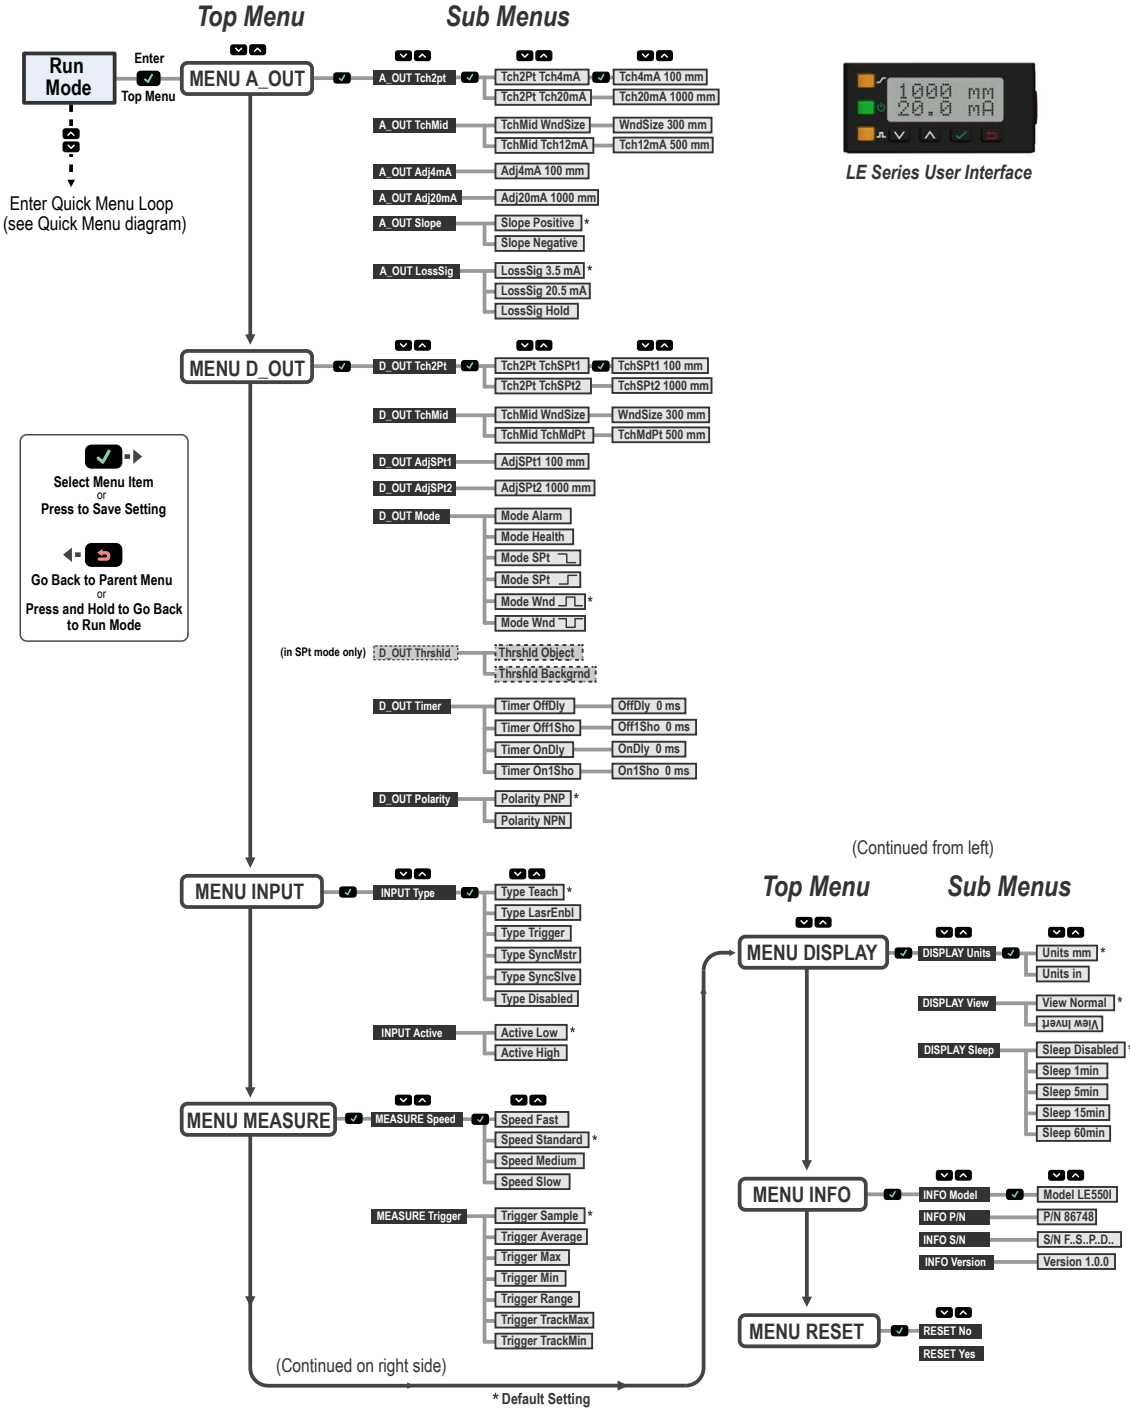 Top Menu
Sub Menus
Run
Mode
Enter
Top Menu
Enter Quick Menu Loop
(see Quick Menu diagram)
MENU A_OUT
A_OUT Tch2pt
Tch2Pt Tch4mA
Tch4mA 100 mm
Tch2Pt Tch20mA
Tch20mA 1000 mm
A_OUT TchMid
TchMid WndSize
WndSize 300 mm
TchMid Tch12mA
Tch12mA 500 mm
A_OUT Adj4mA
Adj4mA 100 mm
A_OUT Adj20mA
Adj20mA 1000 mm
A_OUT Slope
Slope Positive *
Slope Negative
A_OUT LossSig
LossSig 3.5 mA *
LossSig 20.5 mA
LossSig Hold
1000 mm
20.0 mA
LE Series User Interface
MENU D_OUT
D_OUT Tch2Pt
Tch2Pt TchSPt1
TchSPt1 100 mm
Tch2Pt TchSPt2
TchSPt2 1000 mm
D_OUT TchMid
TchMid WndSize
WndSize 300 mm
TchMid TchMdPt
TchMdPt 500 mm
D_OUT AdjSPt1
AdjSPt1 100 mm
D_OUT AdjSPt2
AdjSPt2 1000 mm
D_OUT Mode
Mode Alarm
Mode Health
Mode SPt
Mode SPt
Mode Wnd *
Mode Wnd
(in SPt mode only)
D_OUT Thrshld
Thrshld Object
Thrshld Backgrnd
D_OUT Timer
Timer OffDly
OffDly 0 ms
Timer Off1Sho
Off1Sho 0 ms
Timer OnDly
OnDly 0 ms
Timer On1Sho
On1Sho 0 ms
D_OUT Polarity
Polarity PNP *
Polarity NPN
Select Menu Item
or
Press to Save Setting
Go Back to Parent Menu
or
Press and Hold to Go Back
to Run Mode
MENU INPUT
INPUT Type
Type Teach *
Type LasrEnbl
Type Trigger
Type SyncMstr
Type SyncSlve
Type Disabled
INPUT Active
Active Low *
Active High
MENU MEASURE
MEASURE Speed
Speed Fast
Speed Standard *
Speed Medium
Speed Slow
MEASURE Trigger
Trigger Sample *
Trigger Average
Trigger Max
Trigger Min
Trigger Range
Trigger TrackMax
Trigger TrackMin
(Continued on right side)
* Default Setting
(Continued from left)
Top Menu
Sub Menus
MENU DISPLAY
DISPLAY Units
Units mm *
Units in
DISPLAY View
View Normal *
View Invert
DISPLAY Sleep
Sleep Disabled *
Sleep 1min
Sleep 5min
Sleep 15min
Sleep 60min
MENU INFO
INFO Model
Model LE550I
INFO P/N
P/N 86748
INFO S/N
S/N F..S..P..D..
INFO Version
Version 1.0.0
MENU RESET
RESET No
RESET Yes